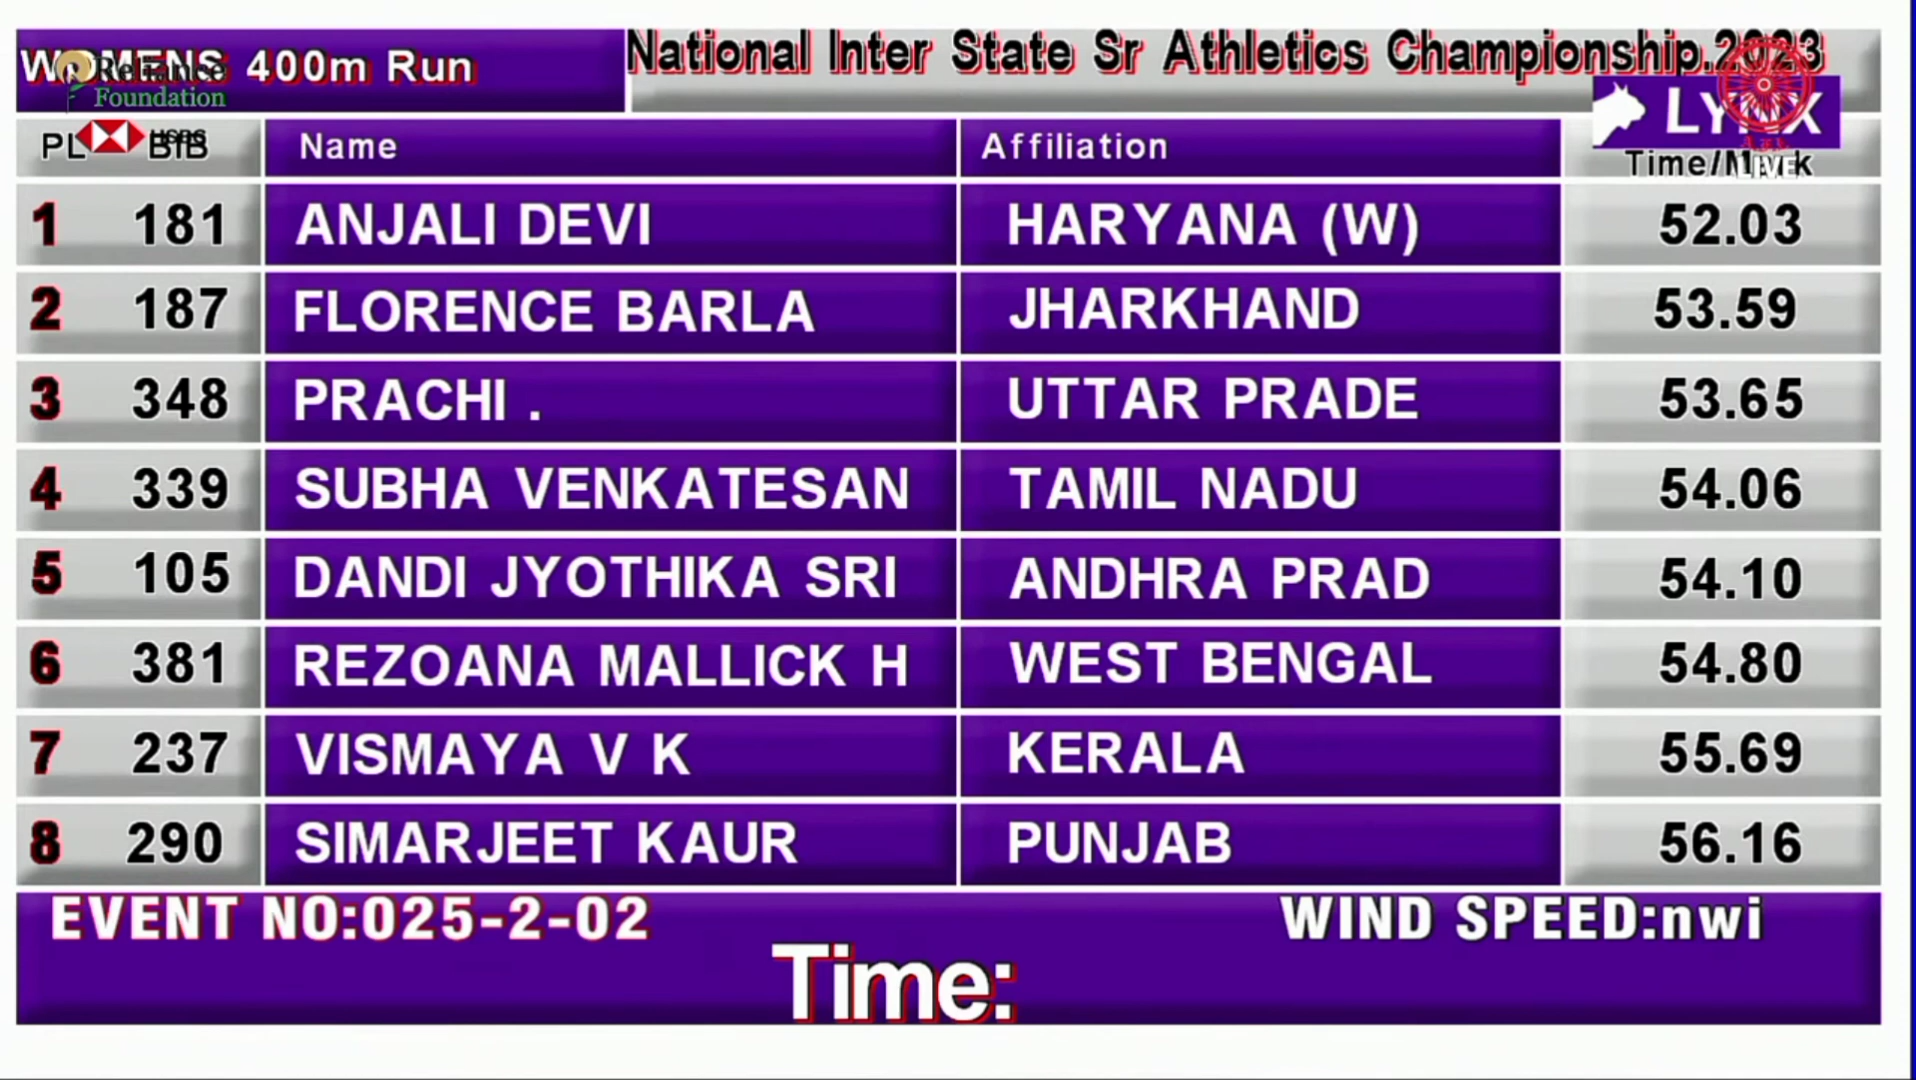 WOMENS 400m Run
National Inter State Sr Athletics Championship.2023
Reliance
Foundation
LYNX
PL BIB Name Affiliation Time/Mark
LIVE
1 181 ANJALI DEVI HARYANA (W) 52.03
2 187 FLORENCE BARLA JHARKHAND 53.59
3 348 PRACHI . UTTAR PRADE 53.65
4 339 SUBHA VENKATESAN TAMIL NADU 54.06
5 105 DANDI JYOTHIKA SRI ANDHRA PRAD 54.10
6 381 REZOANA MALLICK H WEST BENGAL 54.80
7 237 VISMAYA V K KERALA 55.69
8 290 SIMARJEET KAUR PUNJAB 56.16
EVENT NO:025-2-02 WIND SPEED:nwi
Time: